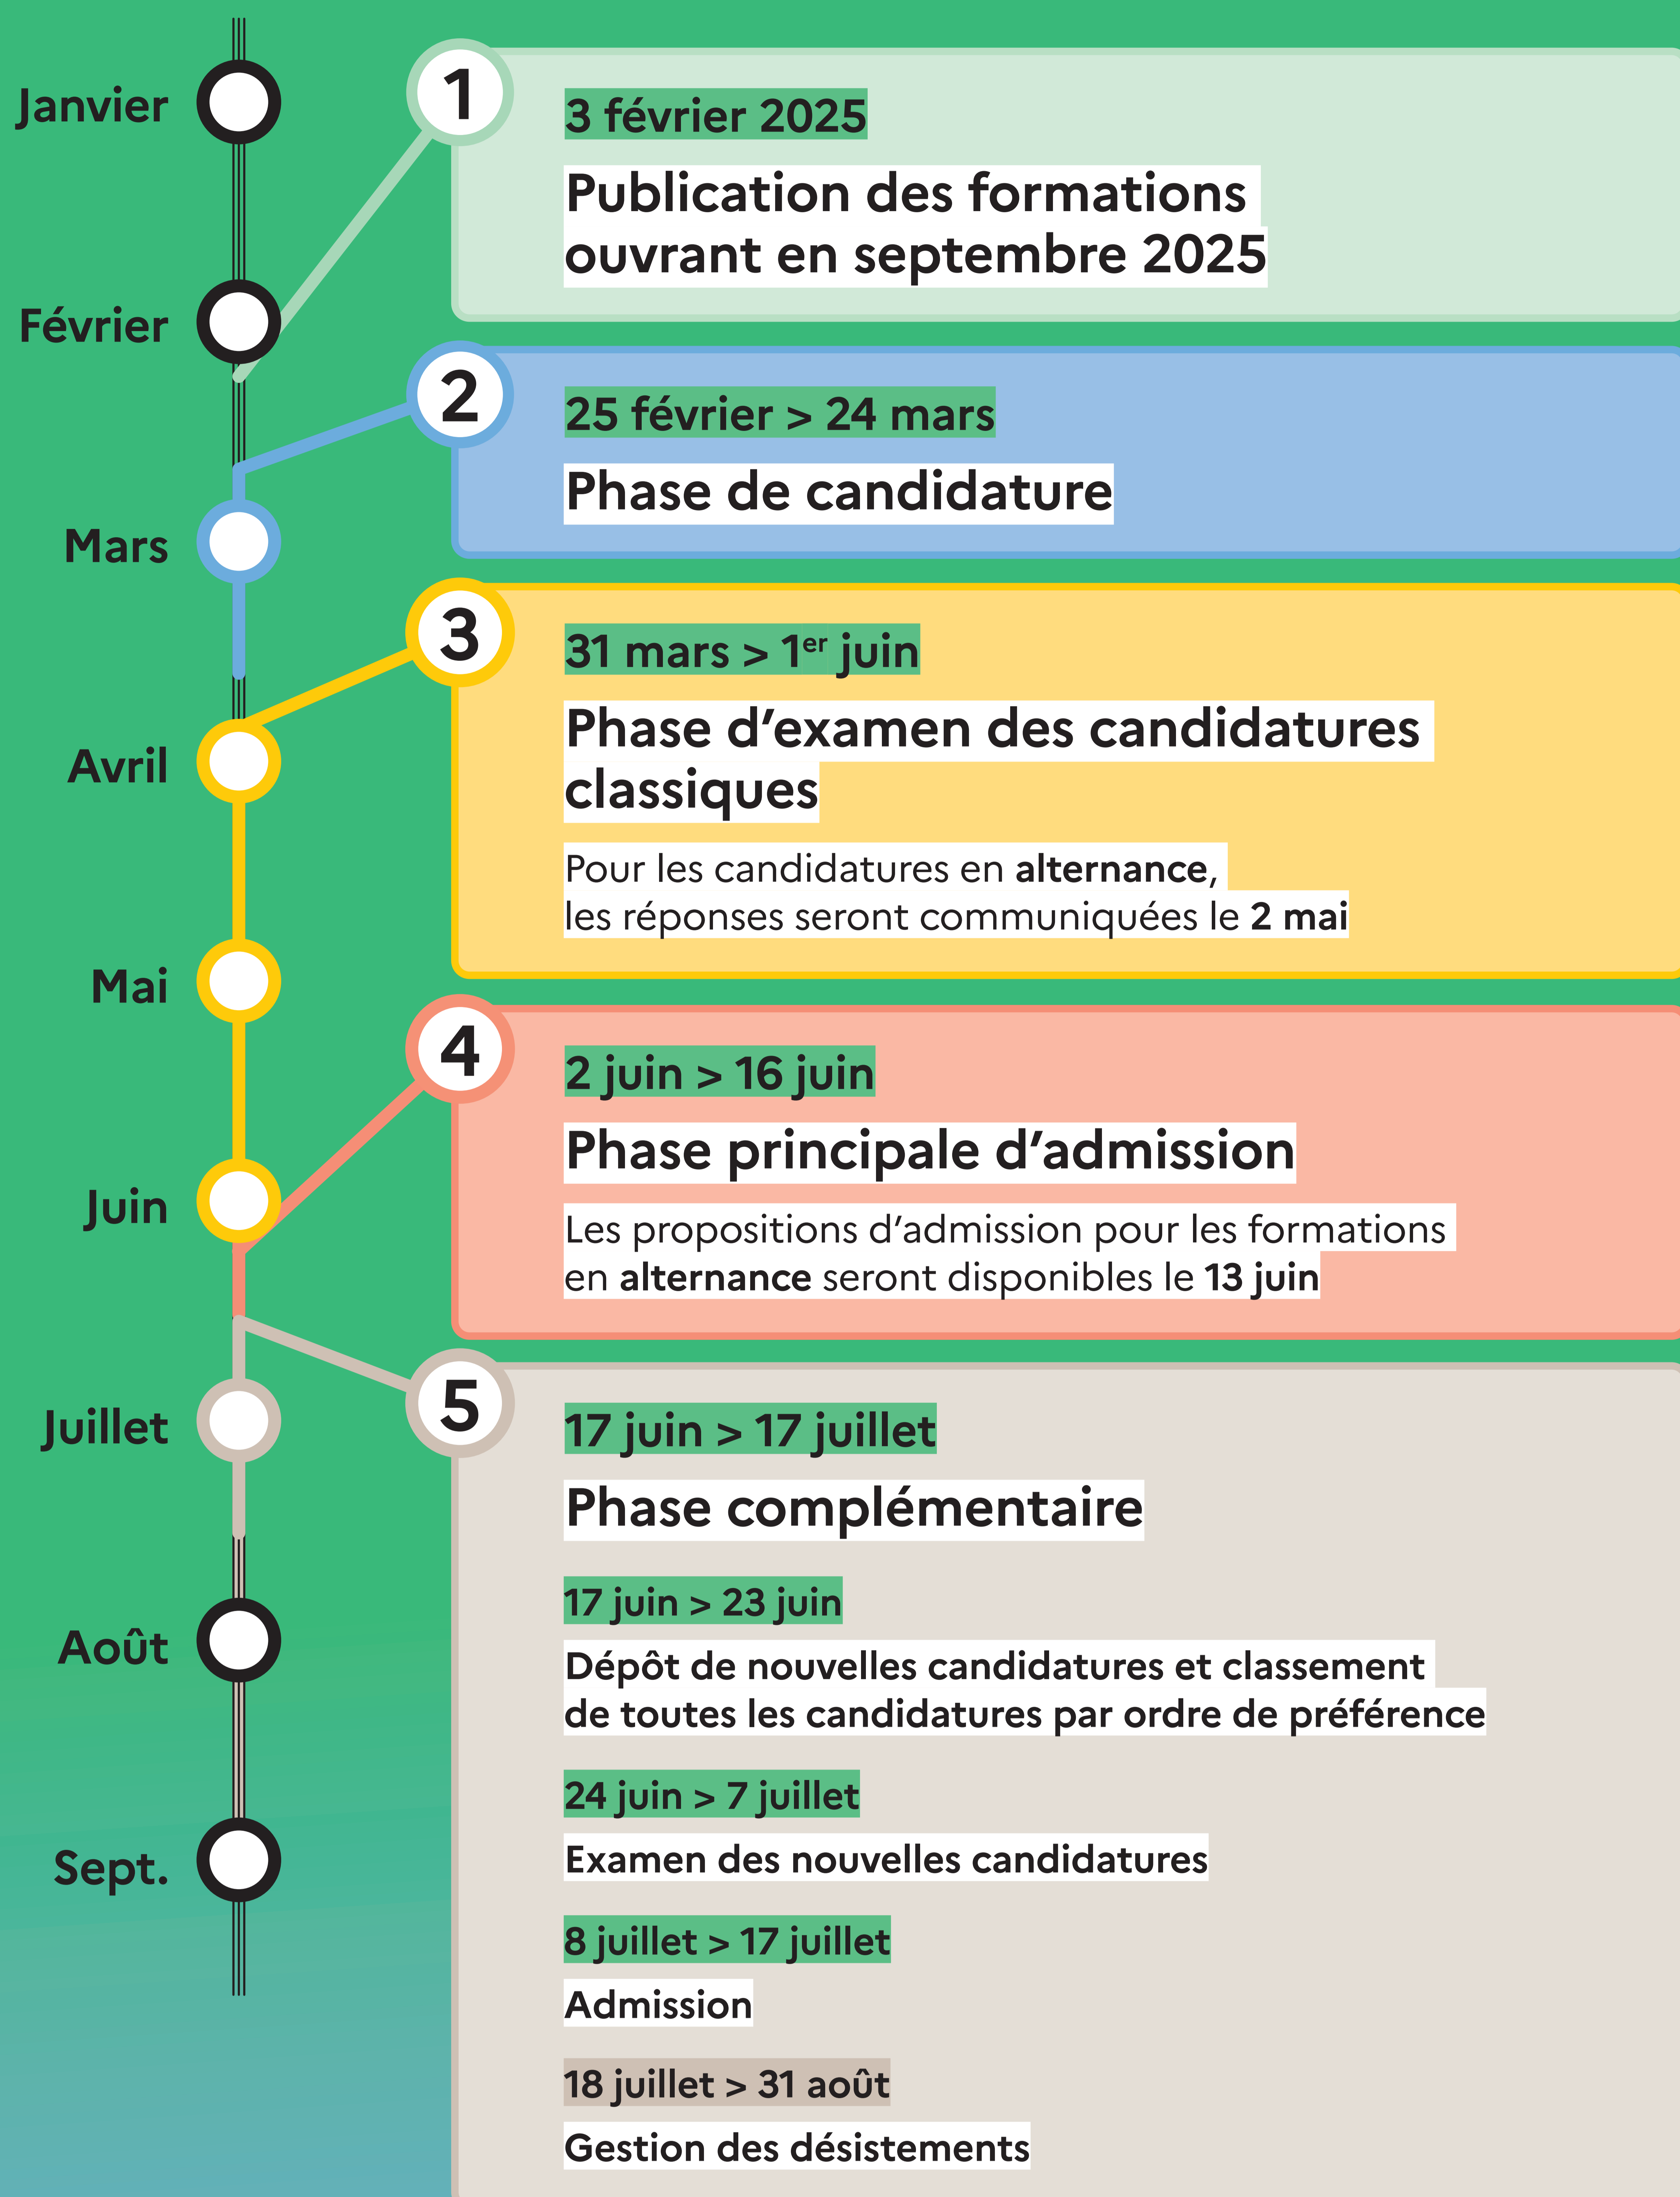 Janvier
Février
Mars
Avril
Mai
Juin
Juillet
Août
Sept.
1
3 février 2025
Publication des formations
ouvrant en septembre 2025
2
25 février > 24 mars
Phase de candidature
3
31 mars > 1er juin
Phase d’examen des candidatures
classiques
Pour les candidatures en alternance,
les réponses seront communiquées le 2 mai
4
2 juin > 16 juin
Phase principale d’admission
Les propositions d’admission pour les formations
en alternance seront disponibles le 13 juin
5
17 juin > 17 juillet
Phase complémentaire
17 juin > 23 juin
Dépôt de nouvelles candidatures et classement
de toutes les candidatures par ordre de préférence
24 juin > 7 juillet
Examen des nouvelles candidatures
8 juillet > 17 juillet
Admission
18 juillet > 31 août
Gestion des désistements